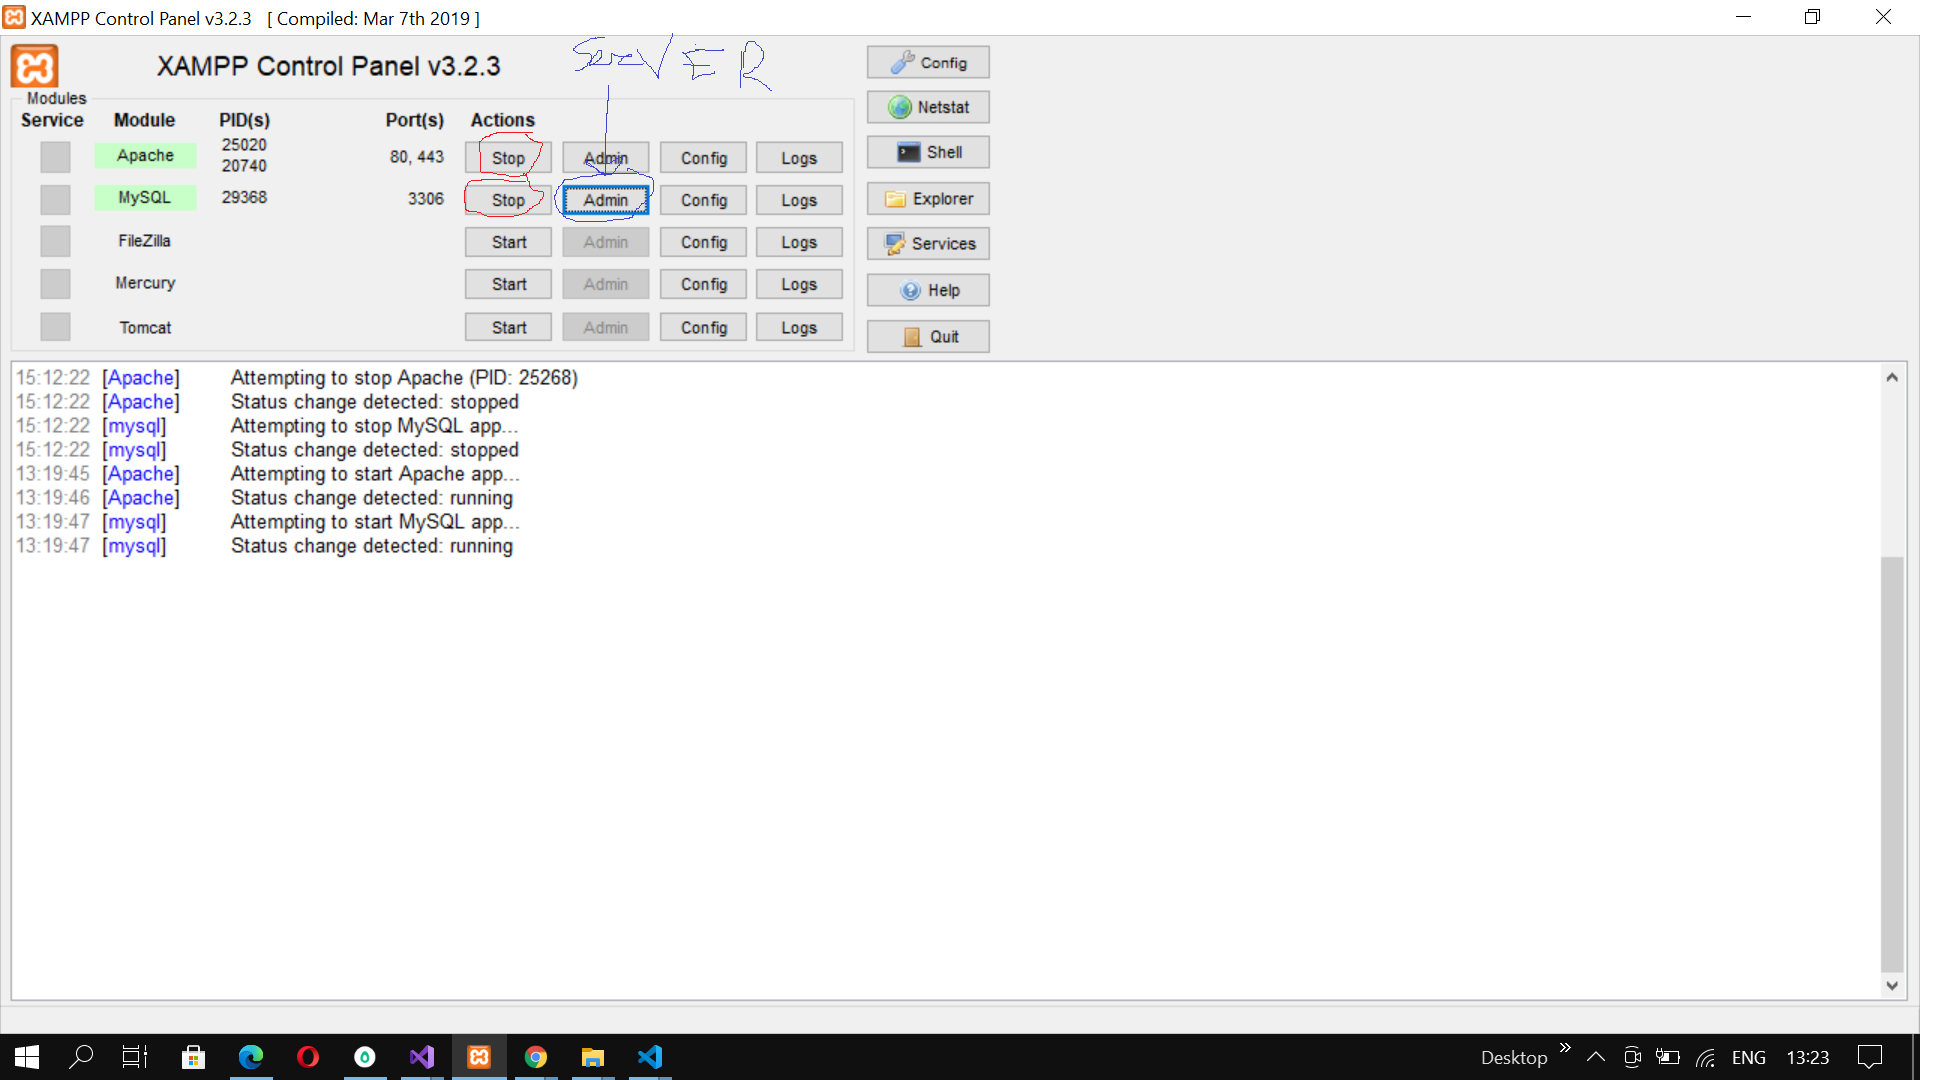 XAMPP Control Panel v3.2.3 [ Compiled: Mar 7th 2019 ]
XAMPP Control Panel v3.2.3
SerVER
Config
Modules
Netstat
Service Module PID(s) Port(s) Actions
Apache 25020 20740 80, 443 Stop Admin Config Logs
Shell
MySQL 29368 3306 Stop Admin Config Logs
Explorer
FileZilla Start Admin Config Logs
Services
Mercury Start Admin Config Logs
Help
Tomcat Start Admin Config Logs
Quit
15:12:22 [Apache] Attempting to stop Apache (PID: 25268)
15:12:22 [Apache] Status change detected: stopped
15:12:22 [mysql] Attempting to stop MySQL app...
15:12:22 [mysql] Status change detected: stopped
13:19:45 [Apache] Attempting to start Apache app...
13:19:46 [Apache] Status change detected: running
13:19:47 [mysql] Attempting to start MySQL app...
13:19:47 [mysql] Status change detected: running
Desktop » ENG 13:23